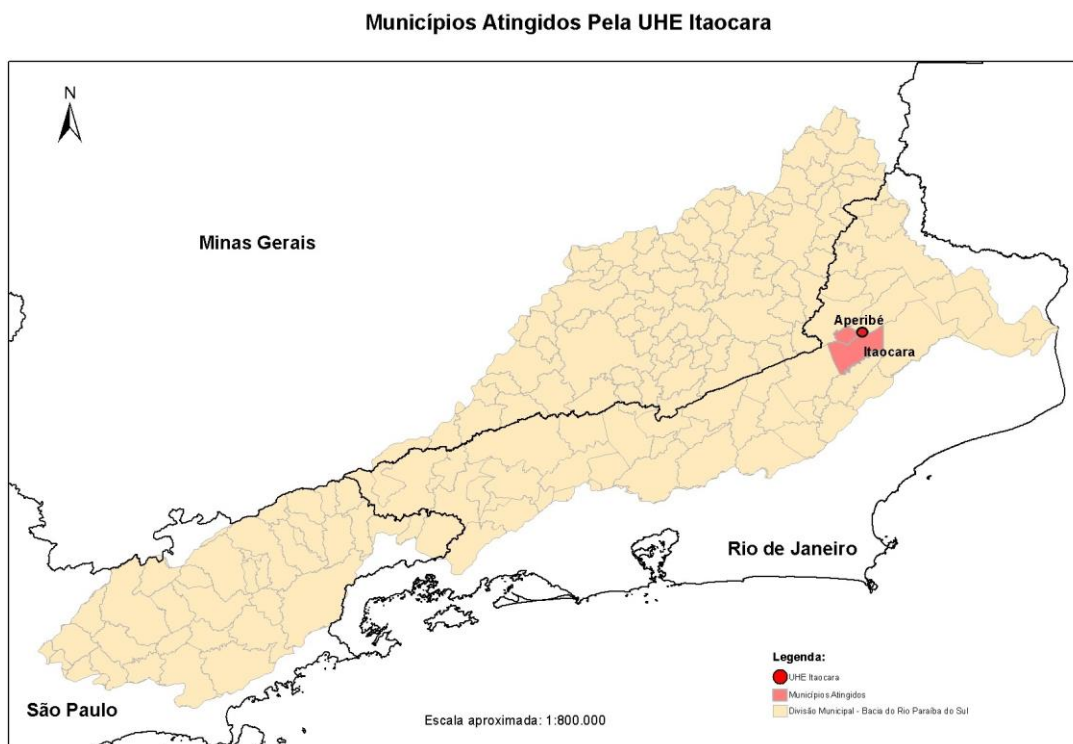 Municípios Atingidos Pela UHE Itaocara
N
Minas Gerais
Aperibé
Itaocara
Rio de Janeiro
São Paulo
Escala aproximada: 1:800.000
Legenda:
UHE Itaocara
Municípios Atingidos
Divisão Municipal - Bacia do Rio Paraíba do Sul